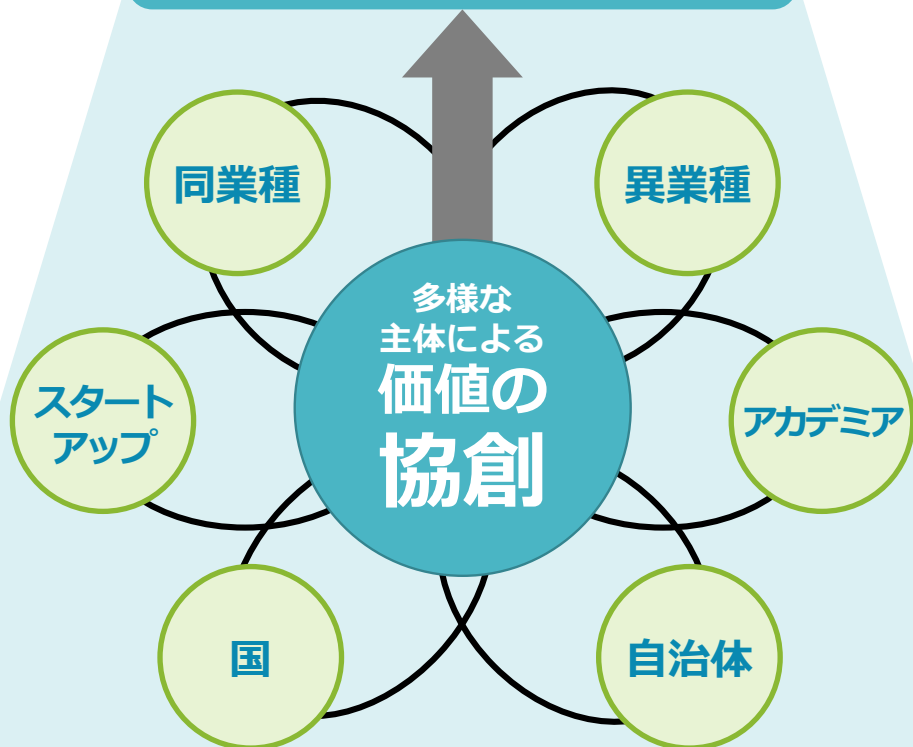 同業種
異業種
多様な
主体による
価値の
協創
スタート
アップ
アカデミア
国
自治体